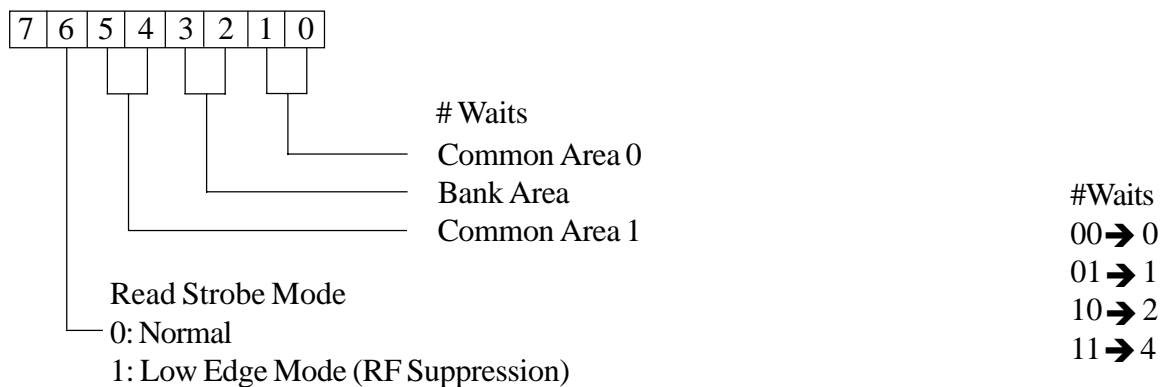 7 6 5 4 3 2 1 0
# Waits
Common Area 0
Bank Area
Common Area 1
Read Strobe Mode
0: Normal
1: Low Edge Mode (RF Suppression)
#Waits
00➔ 0
01➔ 1
10➔ 2
11➔ 4